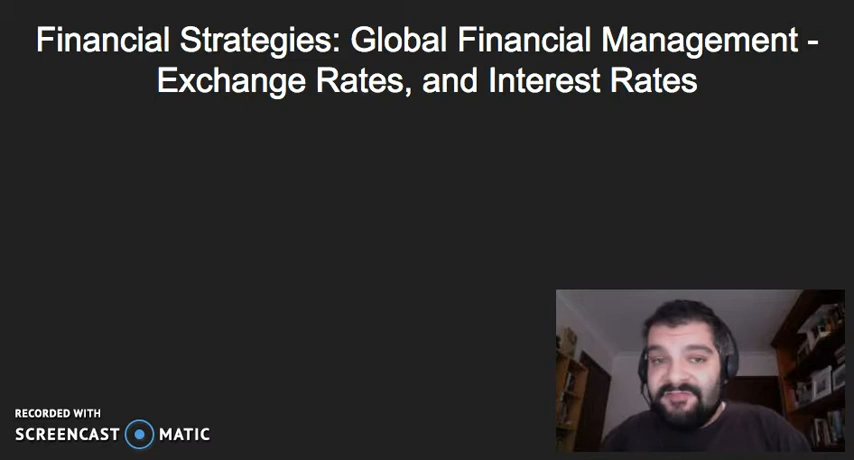 Financial Strategies: Global Financial Management -
Exchange Rates, and Interest Rates
RECORDED WITH
SCREENCAST MATIC